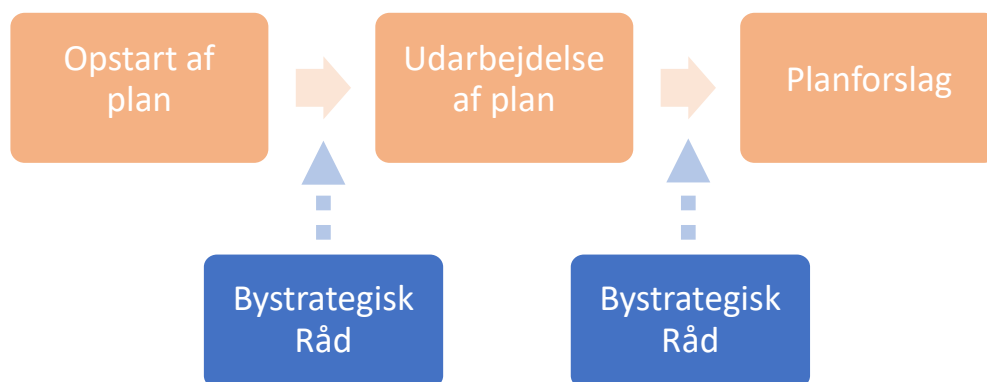 Opstart af
plan
Udarbejdelse
af plan
Planforslag
Bystrategisk
Råd
Bystrategisk
Råd